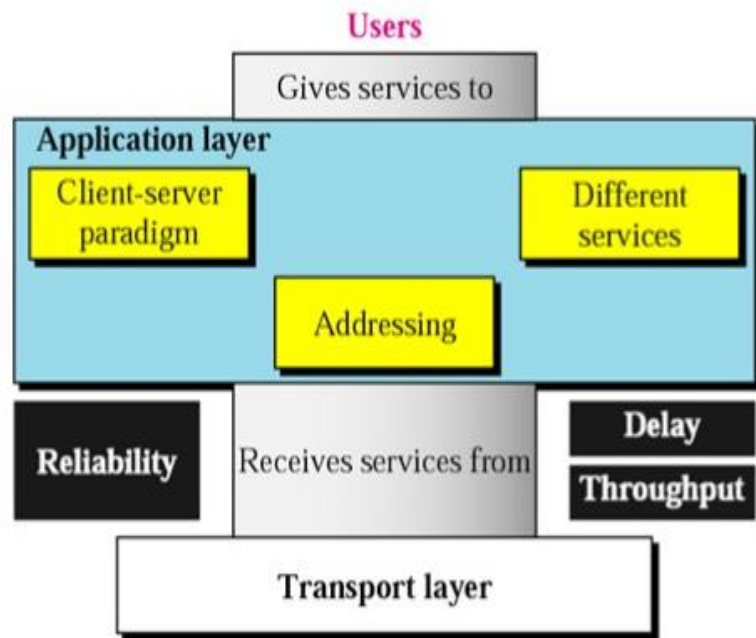 Users
Gives services to
Application layer
Client-server
paradigm
Different
services
Addressing
Reliability
Receives services from
Delay
Throughput
Transport layer